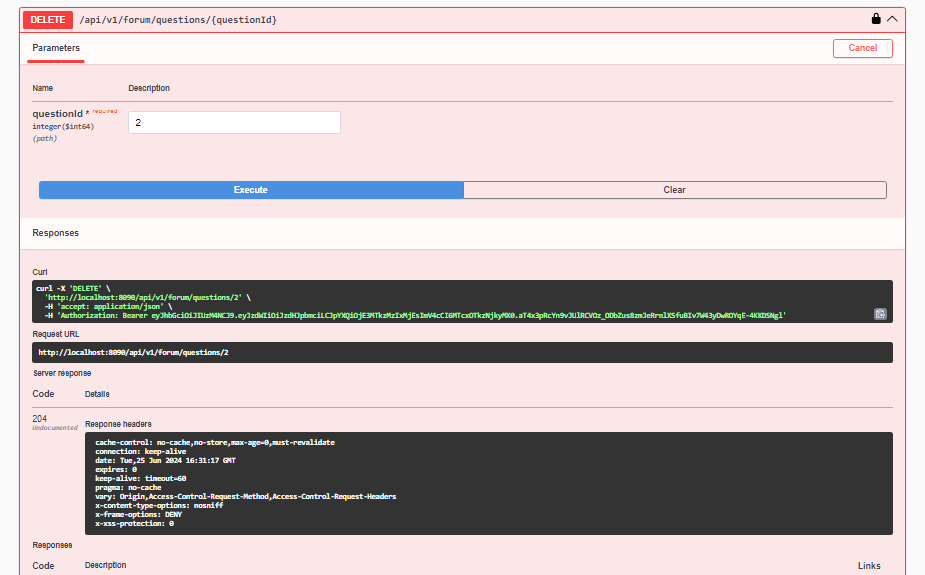 DELETE /api/v1/forum/questions/{questionId}
Parameters
Cancel
Name Description
questionId * required
integer($int64)
(path)
2
Execute
Clear
Responses
Curl
curl -X 'DELETE' \
'http://localhost:8090/api/v1/forum/questions/2' \
-H 'accept: application/json' \
-H 'Authorization: Bearer
Request URL
http://localhost:8090/api/v1/forum/questions/2
Server response
Code Details
204
Undocumented
Response headers
cache-control: no-cache,no-store,max-age=0,must-revalidate
connection: keep-alive
date: Tue,25 Jun 2024 16:31:17 GMT
expires: 0
keep-alive: timeout=60
pragma: no-cache
vary: Origin,Access-Control-Request-Method,Access-Control-Request-Headers
x-content-type-options: nosniff
x-frame-options: DENY
x-xss-protection: 0
Responses
Code Description Links